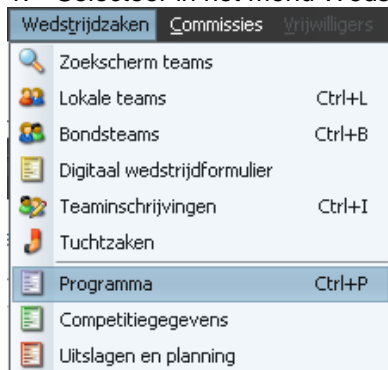 Wedstrijdzaken Commissies Vrijwilligers
Zoekscherm teams
Lokale teams Ctrl+L
Bondsteams Ctrl+B
Digitaal wedstrijdformulier
Teaminschrijvingen Ctrl+I
Tuchtzaken
Programma Ctrl+P
Competitiegegevens
Uitslagen en planning